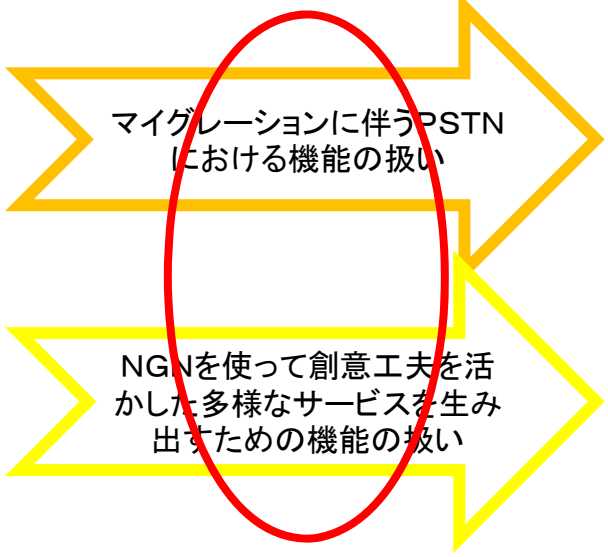 マイグレーションに伴うPSTN
における機能の扱い
NGNを使って創意工夫を活
かした多様なサービスを生み
出すための機能の扱い